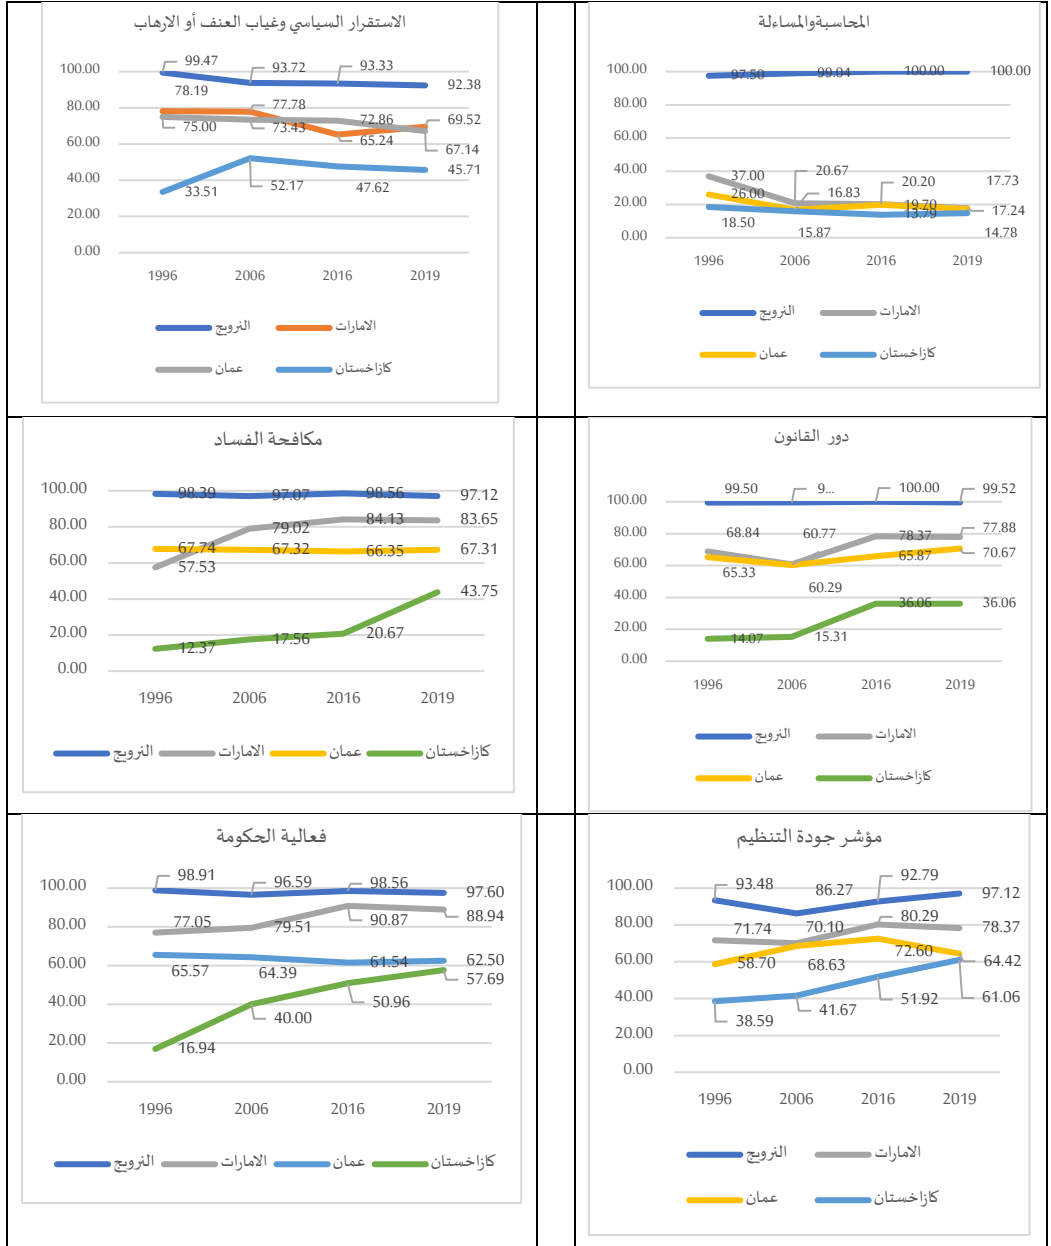 الاستقرار السياسي وغياب العنف أو الارهاب
100.00
80.00
60.00
40.00
20.00
0.00
99.47 93.72 93.33 92.38
78.19 77.78 65.24 69.52
75.00 73.43 72.86 67.14
33.51 52.17 47.62 45.71
1996 2006 2016 2019
النرويج الامارات
عمان كازاخستان
المحاسبةوالمساءلة
100.00
80.00
60.00
40.00
20.00
0.00
97.50 99.04 100.00 100.00
37.00 20.67 20.20 17.73
26.00 16.83 19.70 17.24
18.50 15.87 13.79 14.78
1996 2006 2016 2019
النرويج الامارات
عمان كازاخستان
مكافحة الفساد
100.00
80.00
60.00
40.00
20.00
0.00
98.39 97.07 98.56 97.12
57.53 79.02 84.13 83.65
67.74 67.32 66.35 67.31
12.37 17.56 20.67 43.75
1996 2006 2016 2019
النرويج الامارات عمان كازاخستان
دور القانون
100.00
80.00
60.00
40.00
20.00
0.00
99.50 9... 100.00 99.52
68.84 60.77 78.37 77.88
65.33 60.29 65.87 70.67
14.07 15.31 36.06 36.06
1996 2006 2016 2019
النرويج الامارات
عمان كازاخستان
فعالية الحكومة
100.00
80.00
60.00
40.00
20.00
0.00
98.91 96.59 98.56 97.60
77.05 79.51 90.87 88.94
65.57 64.39 61.54 62.50
16.94 40.00 50.96 57.69
1996 2006 2016 2019
النرويج الامارات عمان كازاخستان
مؤشر جودة التنظيم
100.00
80.00
60.00
40.00
20.00
0.00
93.48 86.27 92.79 97.12
71.74 70.10 80.29 78.37
58.70 68.63 72.60 64.42
38.59 41.67 51.92 61.06
1996 2006 2016 2019
النرويج الامارات
عمان كازاخستان